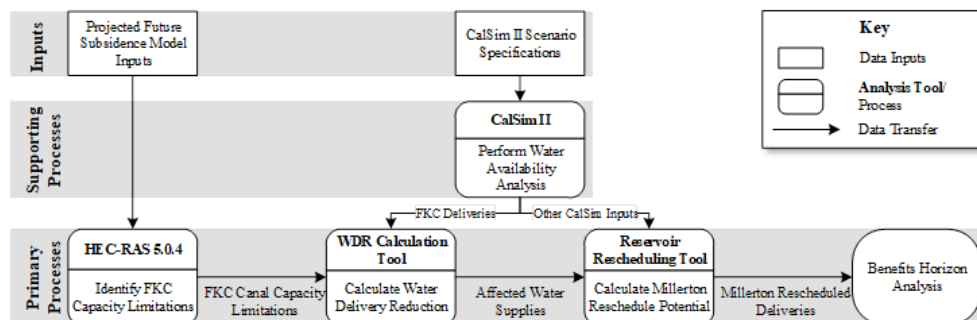 Inputs
Projected Future
Subsidence Model
Inputs
CalSim II Scenario
Specifications
Key
Data Inputs
Analysis Tool/
Process
Data Transfer
Supporting
Processes
CalSim II
Perform Water
Availability
Analysis
FKC Deliveries
Other CalSim Inputs
Primary
Processes
HEC-RAS 5.0.4
Identify FKC
Capacity Limitations
FKC Canal Capacity
Limitations
WDR Calculation
Tool
Calculate Water
Delivery Reduction
Affected Water
Supplies
Reservoir
Rescheduling Tool
Calculate Millerton
Reschedule Potential
Millerton Rescheduled
Deliveries
Benefits Horizon
Analysis